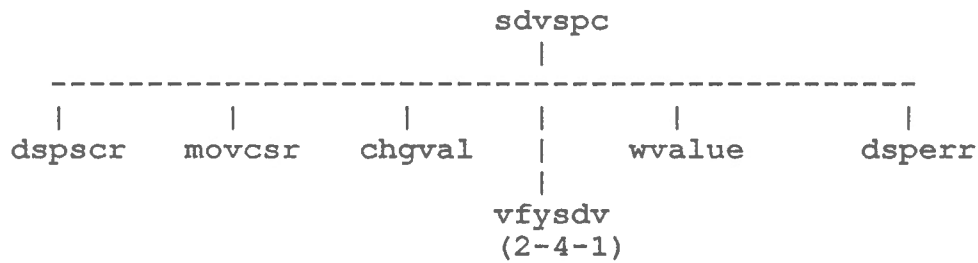 sdvspc
dspscr movcsr chgval wvalue dsperr
vfysdv
(2-4-1)